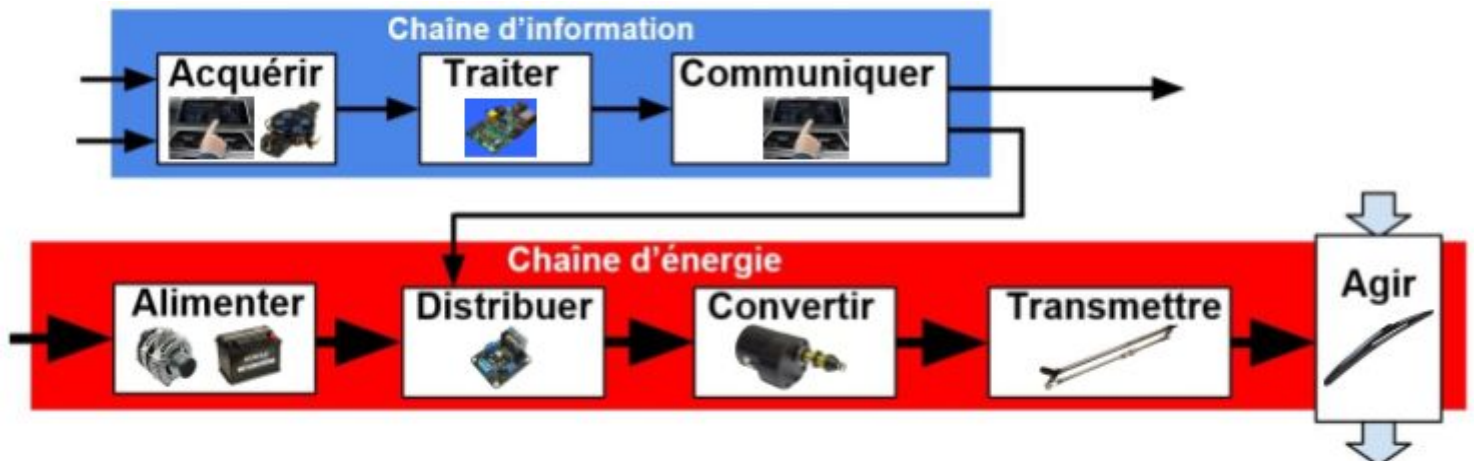 Chaîne d'information
Acquérir
Traiter
Communiquer
Chaîne d'énergie
Alimenter
Distribuer
Convertir
Transmettre
Agir